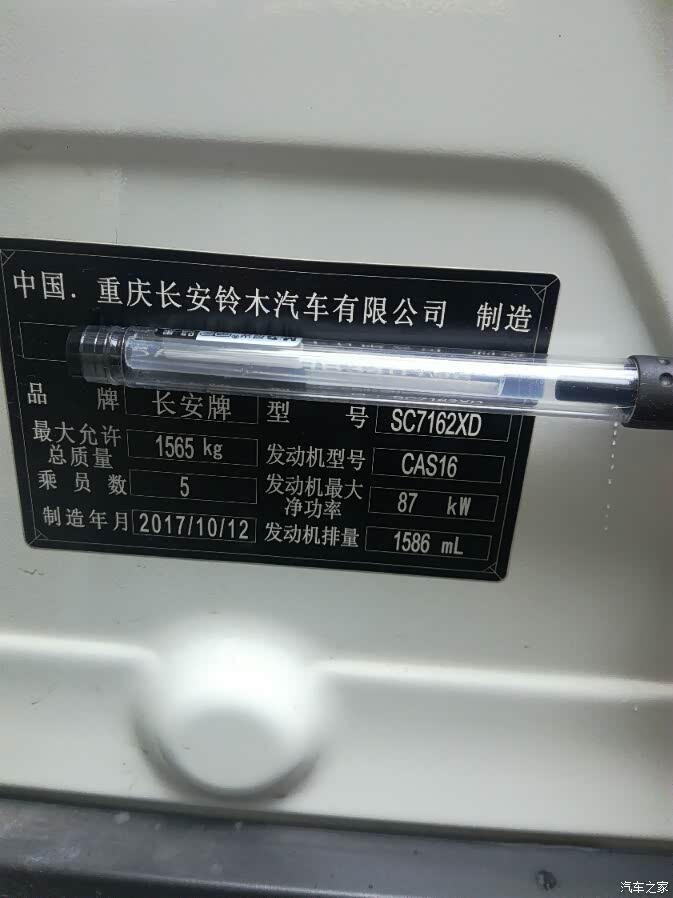 中国．重庆长安铃木汽车有限公司 制造
品 牌 长安牌 型 号 SC7162XD
最大允许总质量 1565 kg 发动机型号 CAS16
乘 员 数 5 发动机最大净功率 87 kW
制造年月 2017/10/12 发动机排量 1586 mL
汽车之家